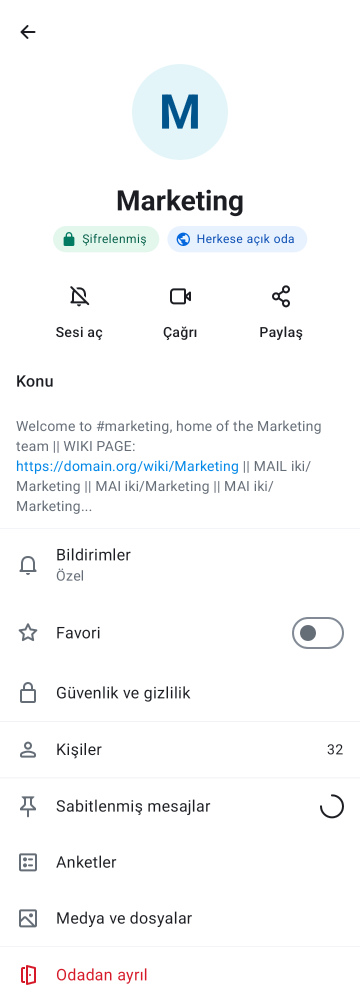 M
Marketing
Şifrelenmiş
Herkese açık oda
Sesi aç
Çağrı
Paylaş
Konu
Welcome to #marketing, home of the Marketing
team || WIKI PAGE:
https://domain.org/wiki/Marketing || MAIL iki/
Marketing || MAI iki/Marketing || MAI iki/
Marketing...
Bildirimler
Özel
Favori
Güvenlik ve gizlilik
Kişiler 32
Sabitlenmiş mesajlar
Anketler
Medya ve dosyalar
Odadan ayrıl